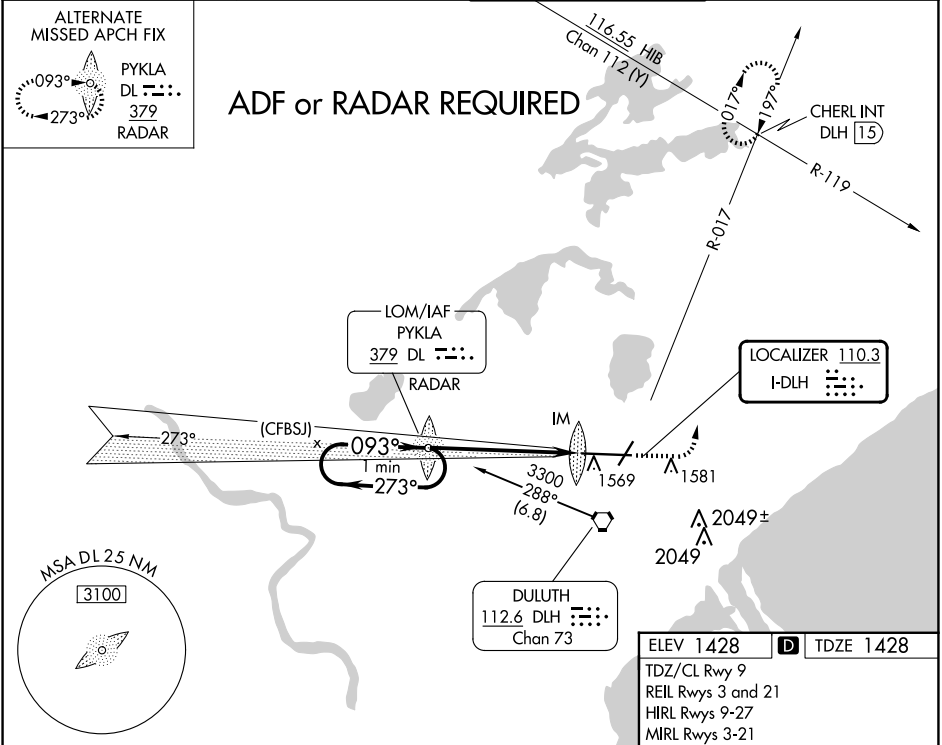 ALTERNATE
MISSED APCH FIX
093°
273°
PYKLA
DL
379
RADAR
ADF or RADAR REQUIRED
116.55 HIB
Chan 112 (Y)
017°
197°
CHERL INT
DLH 15
R-119
R-017
LOM/IAF
PYKLA
379 DL
RADAR
LOCALIZER 110.3
I-DLH
IM
273°
(CFBSJ)
x
093°
1 min
273°
1569
1581
3300
288°
(6.8)
2049±
2049
MSA DL 25 NM
3100
DULUTH
112.6 DLH
Chan 73
ELEV 1428 D TDZE 1428
TDZ/CL Rwy 9
REIL Rwys 3 and 21
HIRL Rwys 9-27
MIRL Rwys 3-21